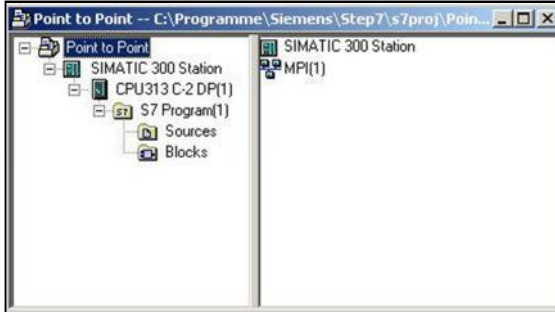 Point to Point -- C:\Programme\Siemens\Step7\s7proj\Poin...
Point to Point
SIMATIC 300 Station
CPU313 C-2 DP(1)
S7 Program(1)
Sources
Blocks
SIMATIC 300 Station
MPI(1)